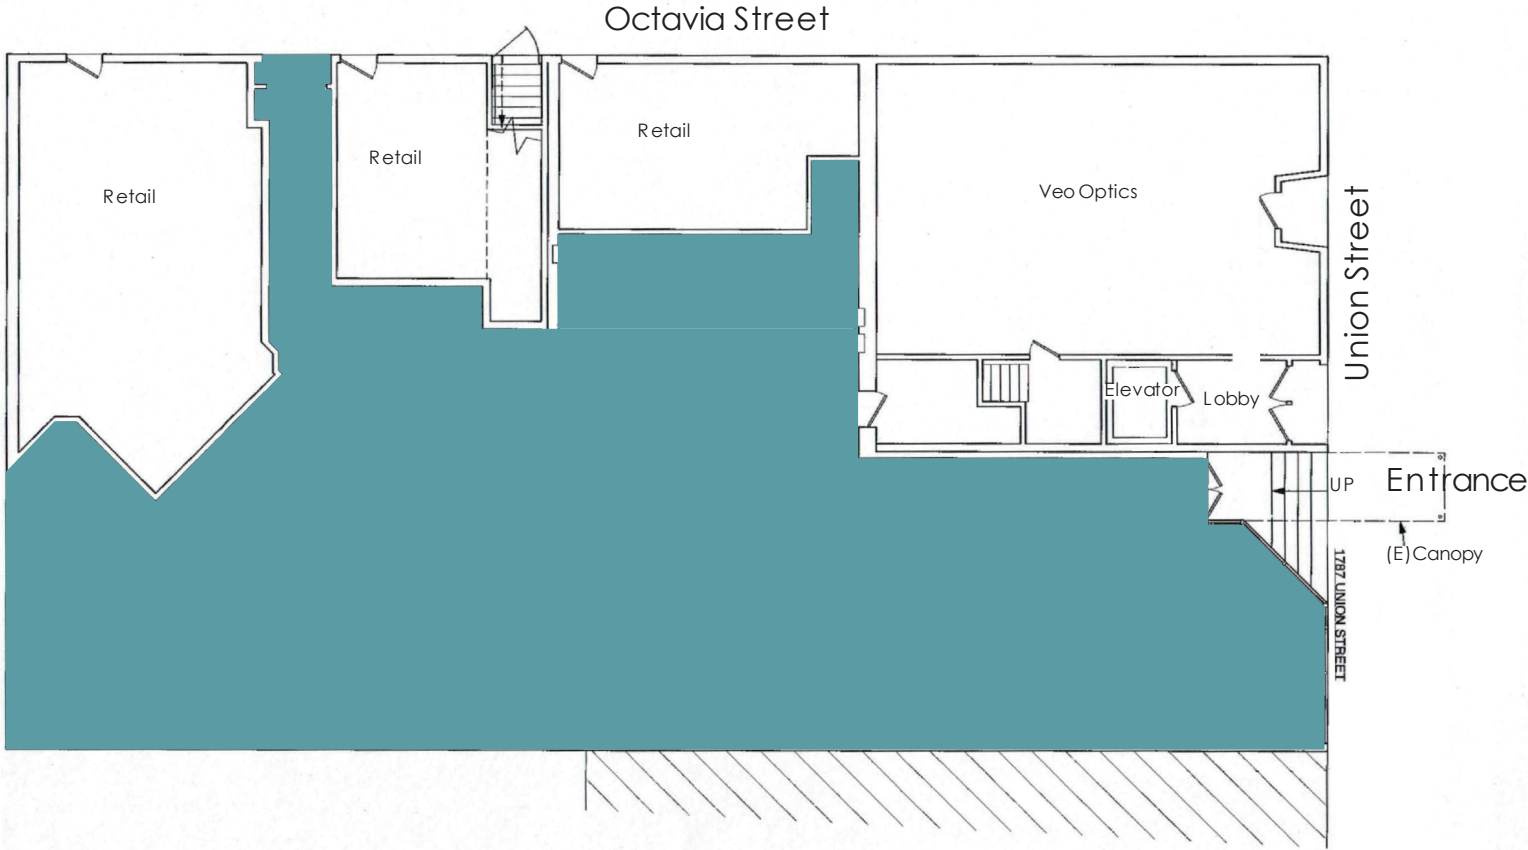 Octavia Street
Retail
Retail
Retail
Veo Optics
Union Street
Elevator
Lobby
UP
Entrance
(E)Canopy
1787 UNION STREET